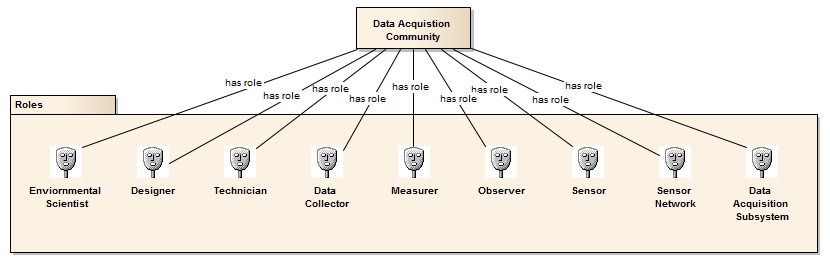 Data Acquistion
Community
has role
has role
has role
has role
has role
has role
has role
has role
has role
Roles
Enviornmental
Scientist
Designer
Technician
Data
Collector
Measurer
Observer
Sensor
Sensor
Network
Data
Acquisition
Subsystem